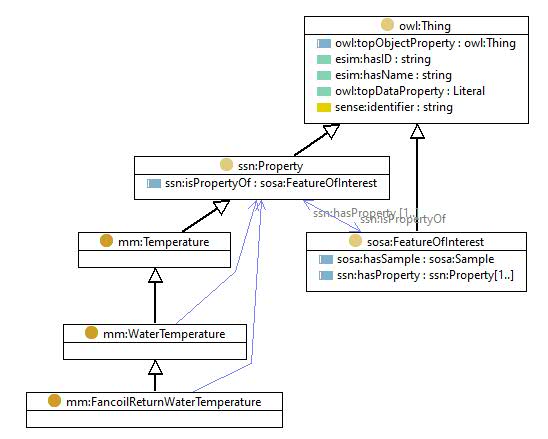 owl:Thing
owl:topObjectProperty : owl:Thing
esim:hasID : string
esim:hasName : string
owl:topDataProperty : Literal
sense:identifier : string
ssn:Property
ssn:isPropertyOf : sosa:FeatureOfInterest
ssn:hasProperty [1..]
ssn:isPropertyOf
mm:Temperature
sosa:FeatureOfInterest
sosa:hasSample : sosa:Sample
ssn:hasProperty : ssn:Property[1..]
mm:WaterTemperature
mm:FancoilReturnWaterTemperature